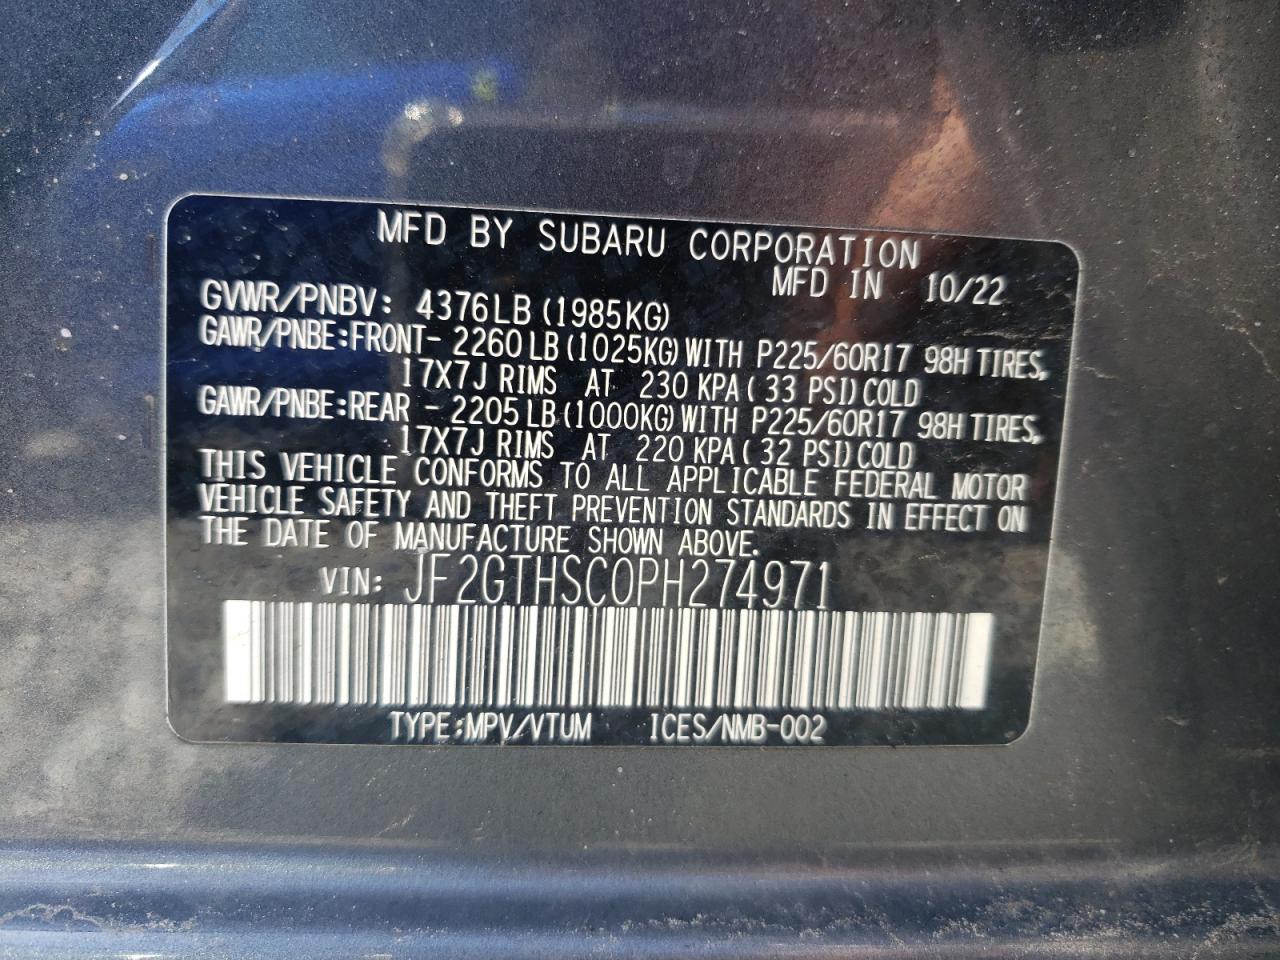 MFD BY SUBARU CORPORATION
MFD IN 10/22
GVWR/PNBV: 4376LB (1985KG)
GAWR/PNBE:FRONT- 2260 LB (1025KG) WITH P225/60R17 98H TIRES,
17X7J RIMS AT 230 KPA ( 33 PSI) COLD
GAWR/PNBE:REAR - 2205 LB (1000KG) WITH P225/60R17 98H TIRES,
17X7J RIMS AT 220 KPA ( 32 PSI) COLD
THIS VEHICLE CONFORMS TO ALL APPLICABLE FEDERAL MOTOR
VEHICLE SAFETY AND THEFT PREVENTION STANDARDS IN EFFECT ON
THE DATE OF MANUFACTURE SHOWN ABOVE.
VIN: JF2GTHSC0PH274971
TYPE:MPV/VTUM ICES/NMB-002